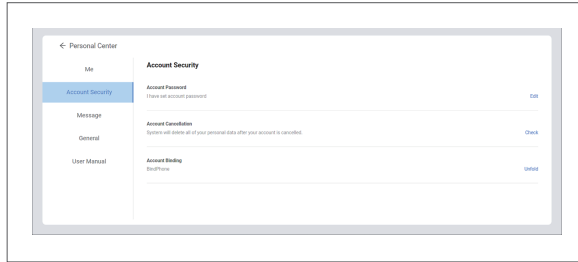 ← Personal Center
Me
Account Security
Message
General
User Manual
Account Security
Account Password
I have set account password
Edit
Account Cancellation
System will delete all of your personal data after your account is cancelled.
Check
Account Binding
BindPhone
Unfold